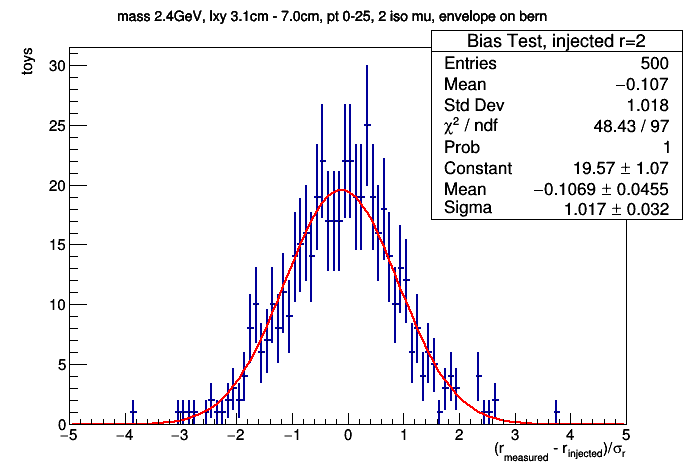 mass 2.4GeV, lxy 3.1cm - 7.0cm, pt 0-25, 2 iso mu, envelope on bern
Bias Test, injected r=2
Entries 500
Mean −0.107
Std Dev 1.018
χ² / ndf 48.43 / 97
Prob 1
Constant 19.57 ± 1.07
Mean −0.1069 ± 0.0455
Sigma 1.017 ± 0.032
toys
30
25
20
15
10
5
0
−5 −4 −3 −2 −1 0 1 2 3 4 5
(r_measured - r_injected)/σ_r